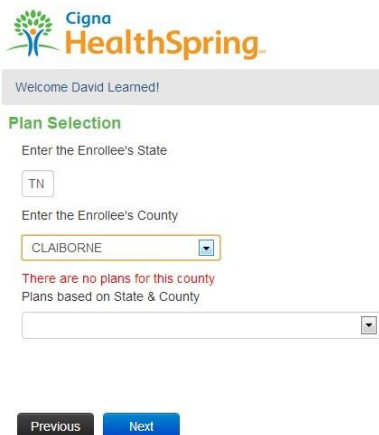 Cigna
HealthSpring
Welcome David Learned!
Plan Selection
Enter the Enrollee's State
TN
Enter the Enrollee's County
CLAIBORNE
There are no plans for this county
Plans based on State & County
Previous
Next